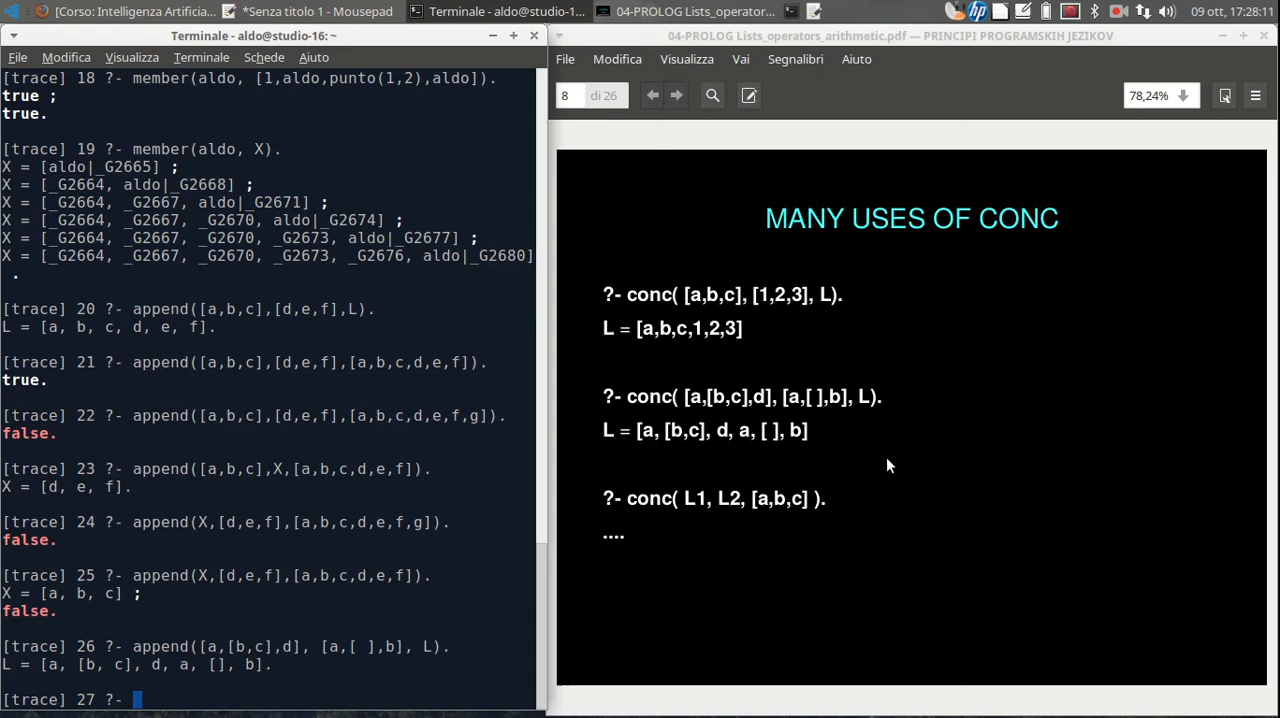 [Corso: Intelligenza Artificia...
*Senza titolo 1 - Mousepad
Terminale - aldo@studio-1...
04-PROLOG Lists_operator...
09 ott, 17:28:11
Terminale - aldo@studio-16: ~
File Modifica Visualizza Terminale Schede Aiuto
[trace] 18 ?- member(aldo, [1,aldo,punto(1,2),aldo]).
true ;
true.
[trace] 19 ?- member(aldo, X).
X = [aldo|_G2665] ;
X = [_G2664, aldo|_G2668] ;
X = [_G2664, _G2667, aldo|_G2671] ;
X = [_G2664, _G2667, _G2670, aldo|_G2674] ;
X = [_G2664, _G2667, _G2670, _G2673, aldo|_G2677] ;
X = [_G2664, _G2667, _G2670, _G2673, _G2676, aldo|_G2680]
.
[trace] 20 ?- append([a,b,c],[d,e,f],L).
L = [a, b, c, d, e, f].
[trace] 21 ?- append([a,b,c],[d,e,f],[a,b,c,d,e,f]).
true.
[trace] 22 ?- append([a,b,c],[d,e,f],[a,b,c,d,e,f,g]).
false.
[trace] 23 ?- append([a,b,c],X,[a,b,c,d,e,f]).
X = [d, e, f].
[trace] 24 ?- append(X,[d,e,f],[a,b,c,d,e,f,g]).
false.
[trace] 25 ?- append(X,[d,e,f],[a,b,c,d,e,f]).
X = [a, b, c] ;
false.
[trace] 26 ?- append([a,[b,c],d], [a,[ ],b], L).
L = [a, [b, c], d, a, [], b].
[trace] 27 ?-
04-PROLOG Lists_operators_arithmetic.pdf — PRINCIPI PROGRAMSKIH JEZIKOV
File Modifica Visualizza Vai Segnalibri Aiuto
8 di 26
78,24%
MANY USES OF CONC
?- conc( [a,b,c], [1,2,3], L).
L = [a,b,c,1,2,3]
?- conc( [a,[b,c],d], [a,[ ],b], L).
L = [a, [b,c], d, a, [ ], b]
?- conc( L1, L2, [a,b,c] ).
....